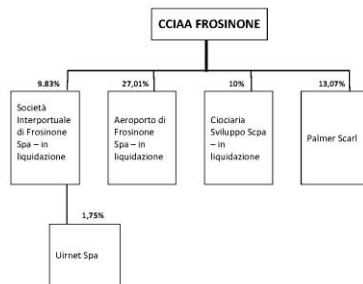 CCIAA FROSINONE
9.83%
27,01%
10%
13,07%
Società
Interportuale
di Frosinone
Spa – in
liquidazione
Aeroporto di
Frosinone
Spa – in
liquidazione
Ciociaria
Sviluppo Scpa
– in
liquidazione
Palmer Scarl
1,75%
Uirnet Spa